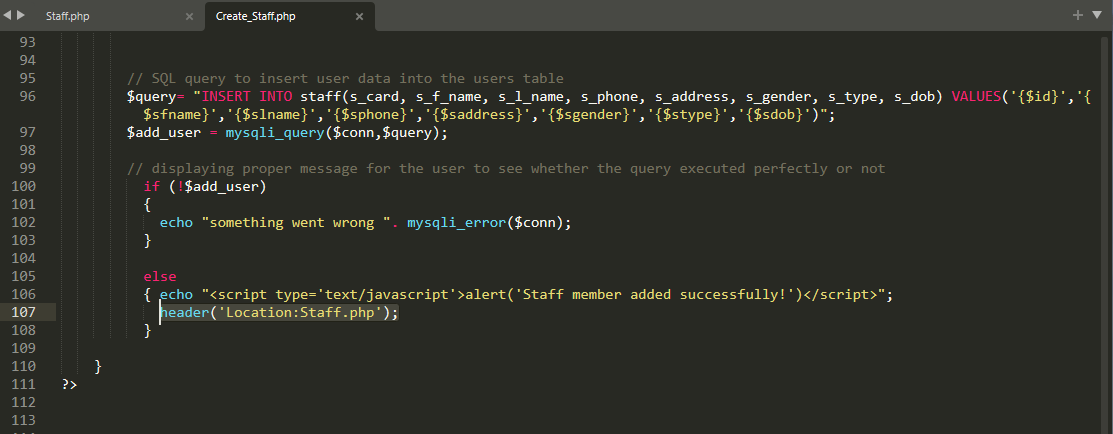 Staff.php × Create_Staff.php × +
93
94
95 // SQL query to insert user data into the users table
96 $query= "INSERT INTO staff(s_card, s_f_name, s_l_name, s_phone, s_address, s_gender, s_type, s_dob) VALUES('{$id}','{
$sfname}','{$slname}','{$sphone}','{$saddress}','{$sgender}','{$stype}','{$sdob}')";
97 $add_user = mysqli_query($conn,$query);
98
99 // displaying proper message for the user to see whether the query executed perfectly or not
100 if (!$add_user)
101 {
102 echo "something went wrong ". mysqli_error($conn);
103 }
104
105 else
106 { echo "<script type='text/javascript'>alert('Staff member added successfully!')</script>";
107 header('Location:Staff.php');
108 }
109
110 }
111 ?>
112
113